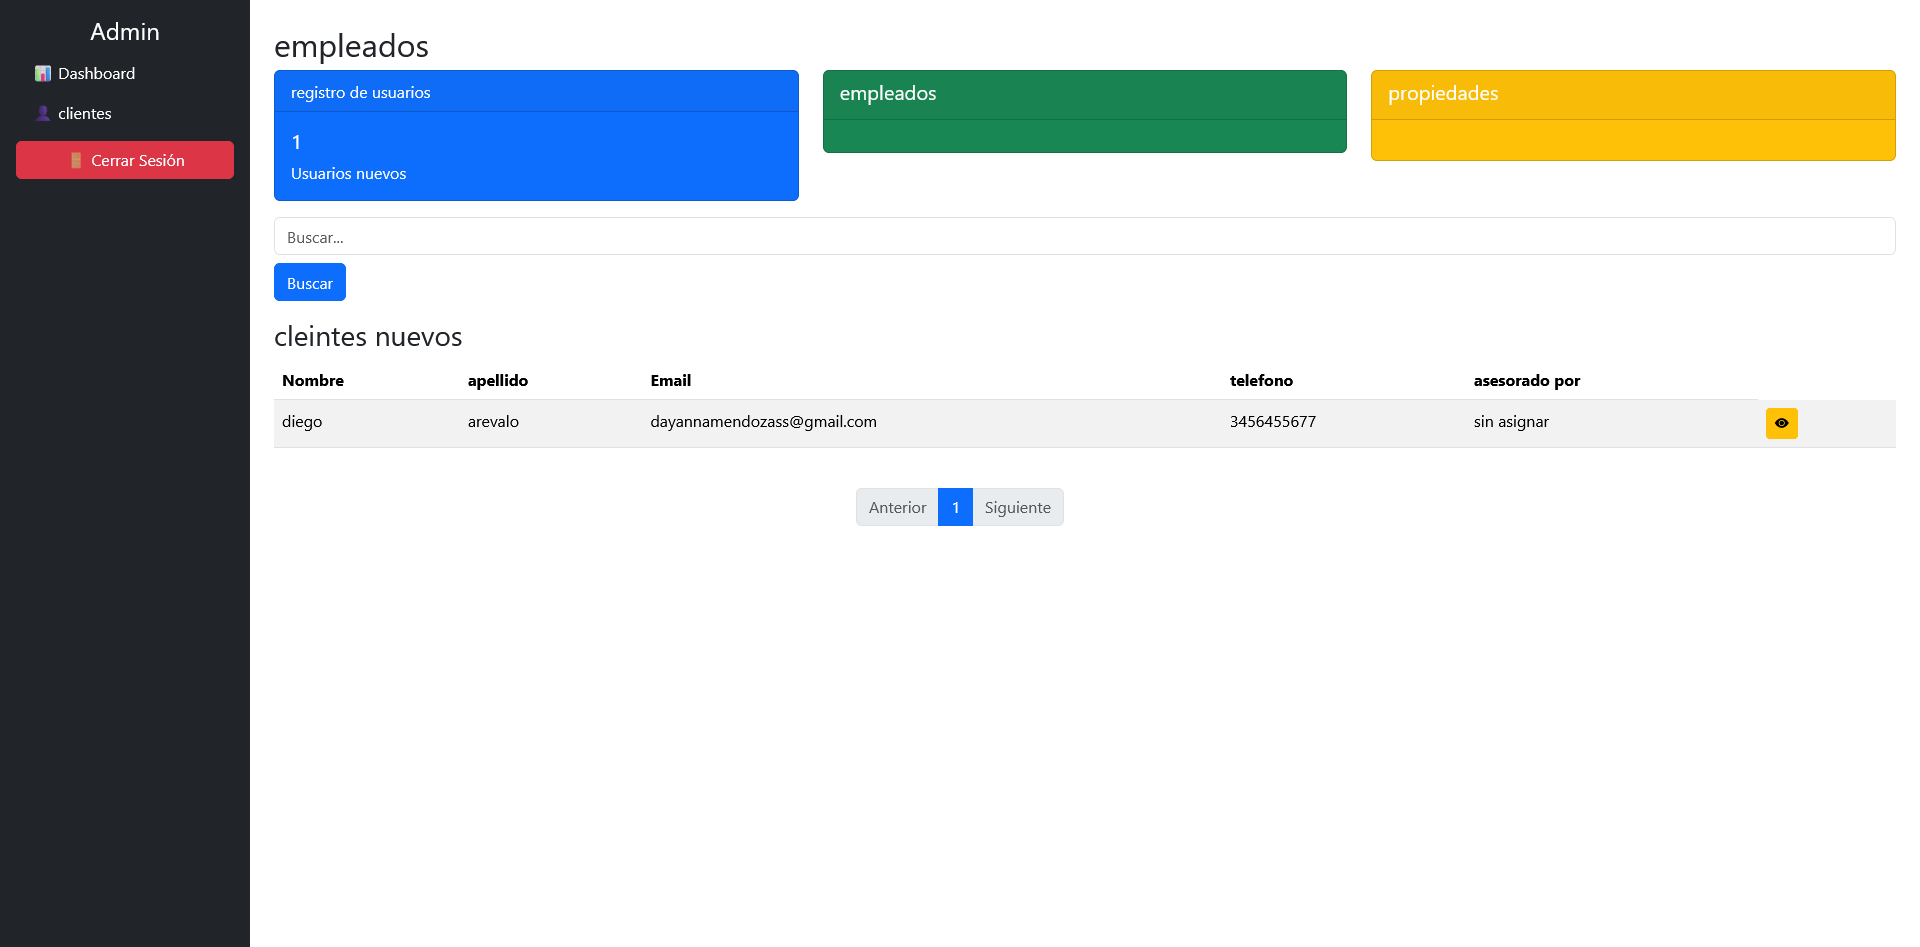 Admin
Dashboard
clientes
Cerrar Sesión
empleados
registro de usuarios
1
Usuarios nuevos
empleados
propiedades
Buscar...
Buscar
cleintes nuevos
Nombre apellido Email telefono asesorado por
diego arevalo dayannamendozass@gmail.com 3456455677 sin asignar
Anterior 1 Siguiente